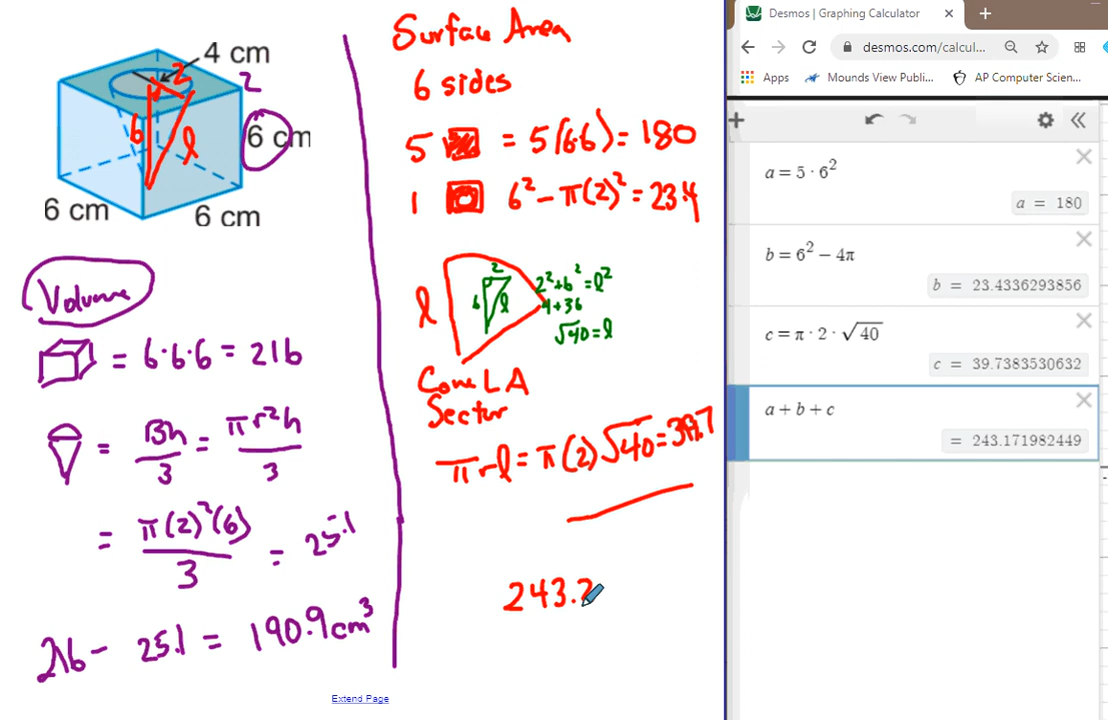 4 cm
2
2
6
l
6 cm
6 cm
6 cm
Volume
= 6·6·6 = 216
= Bh/3 = πr²h/3
= π(2)²(6)/3 = 25.1
216 - 25.1 = 190.9 cm³
Surface Area
6 sides
5 = 5(6·6) = 180
1 6² - π(2)² = 23.4
l
2
6
l
2² + 6² = l²
4 + 36
√40 = l
Cone LA
Sector
πrl = π(2)√40 = 39.7
243.2
Extend Page
Desmos | Graphing Calculator
desmos.com/calcul...
Apps
Mounds View Publi...
AP Computer Scien...
a = 5 · 6²
a = 180
b = 6² − 4π
b = 23.4336293856
c = π · 2 · √40
c = 39.7383530632
a + b + c
= 243.171982449